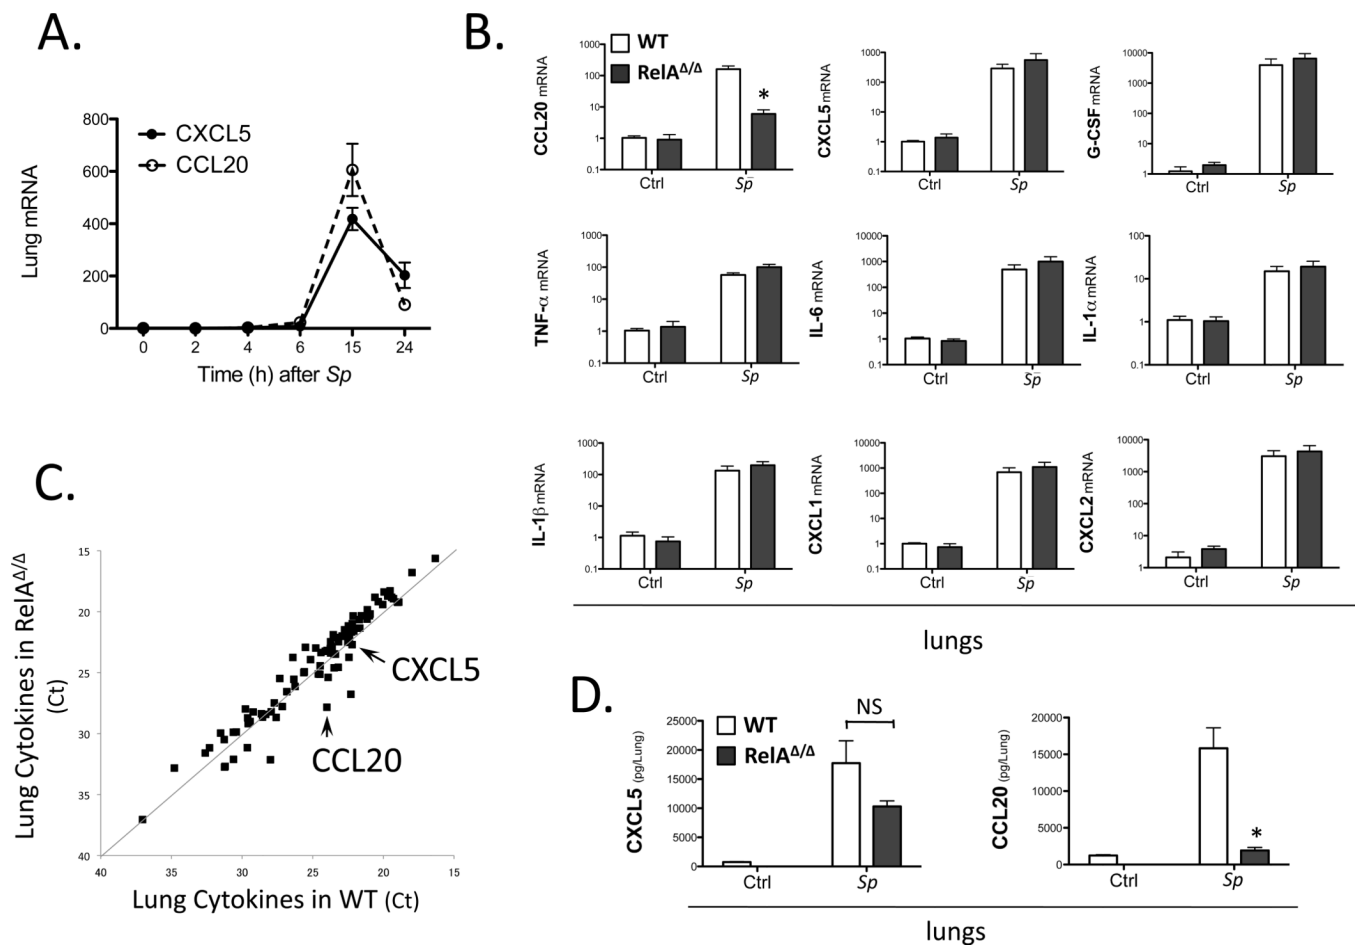 A.
CXCL5
CCL20
Lung mRNA
800
600
400
200
0
0 2 4 6 15 24
Time (h) after Sp
B.
WT
RelAΔ/Δ
CCL20 mRNA
1000
100
10
1
0.1
*
Ctrl Sp
CXCL5 mRNA
1000
100
10
1
0.1
Ctrl Sp
G-CSF mRNA
10000
1000
100
10
1
Ctrl Sp
TNF-α mRNA
1000
100
10
1
0.1
Ctrl Sp
IL-6 mRNA
10000
1000
100
10
1
0.1
Ctrl Sp
IL-1α mRNA
100
10
1
0.1
Ctrl Sp
IL-1β mRNA
1000
100
10
1
0.1
Ctrl Sp
CXCL1 mRNA
10000
1000
100
10
1
0.1
Ctrl Sp
CXCL2 mRNA
10000
1000
100
10
1
Ctrl Sp
lungs
C.
Lung Cytokines in RelAΔ/Δ
(Ct)
15
20
25
30
35
40
CXCL5
CCL20
40 35 30 25 20 15
Lung Cytokines in WT (Ct)
D.
WT
RelAΔ/Δ
NS
CXCL5 (pg/Lung)
25000
20000
15000
10000
5000
0
Ctrl Sp
CCL20 (pg/Lung)
20000
15000
10000
5000
0
*
Ctrl Sp
lungs